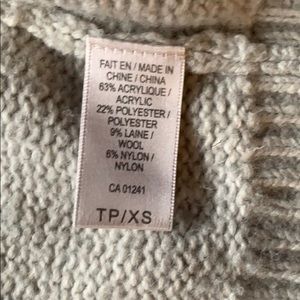 FAIT EN / MADE IN
CHINE / CHINA
63% ACRYLIQUE /
ACRYLIC
22% POLYESTER /
POLYESTER
9% LAINE /
WOOL
6% NYLON /
NYLON
CA 01241
TP/XS